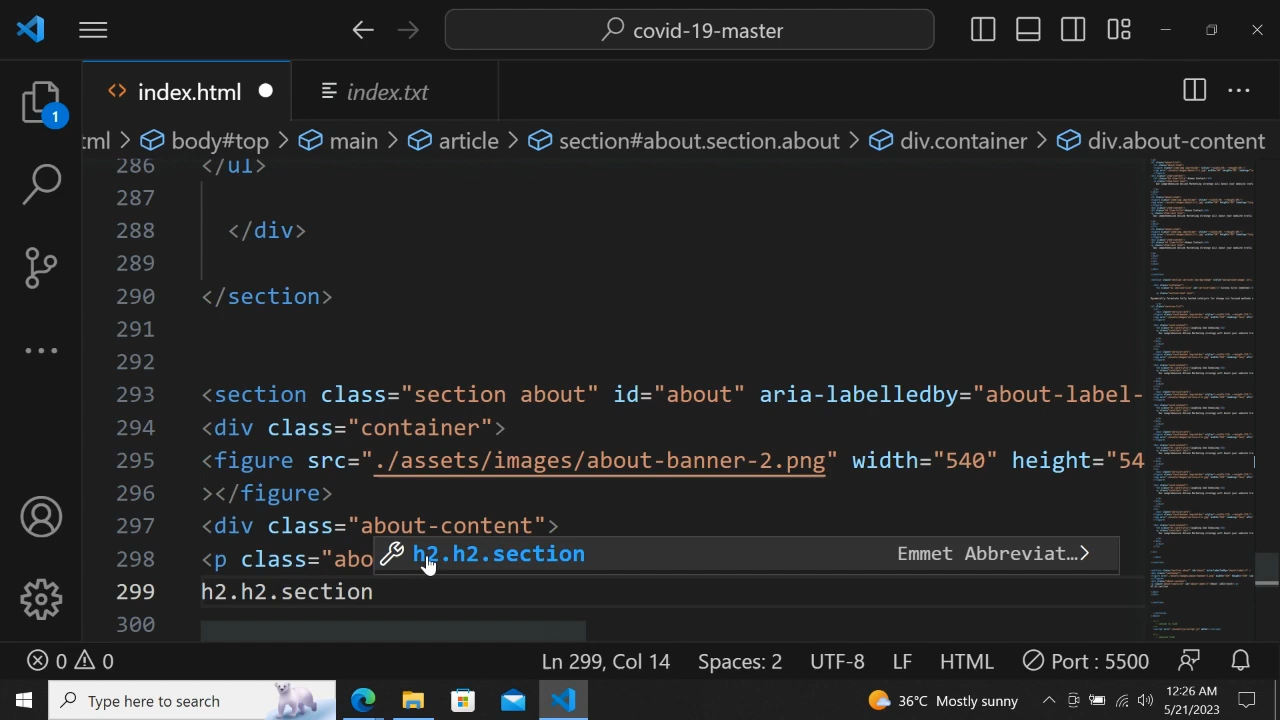 covid-19-master
index.html
index.txt
1
tml > body#top > main > article > section#about.section.about > div.container > div.about-content
286 </ul>
287
288 </div>
289
290 </section>
291
292
293 <section class="section about" id="about" aria-labelledby="about-label-
294 <div class="container">
295 <figure src="./assets/images/about-banner-2.png" width="540" height="54
296 ></figure>
297 <div class="about-content">
298 <p class="abo
h2.h2.section Emmet Abbreviat…>
299 h2.h2.section
300
0 0 Ln 299, Col 14 Spaces: 2 UTF-8 LF HTML Port : 5500
Type here to search 36°C Mostly sunny 12:26 AM
5/21/2023